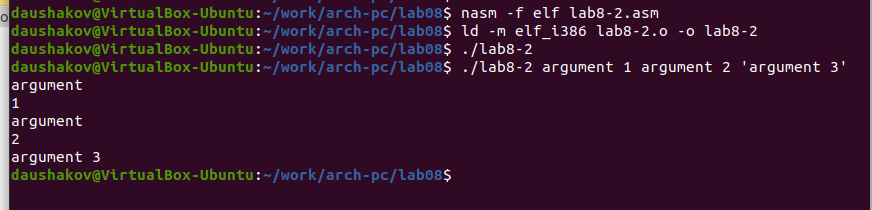 daushakov@VirtualBox-Ubuntu:~/work/arch-pc/lab08$ nasm -f elf lab8-2.asm
daushakov@VirtualBox-Ubuntu:~/work/arch-pc/lab08$ ld -m elf_i386 lab8-2.o -o lab8-2
daushakov@VirtualBox-Ubuntu:~/work/arch-pc/lab08$ ./lab8-2
daushakov@VirtualBox-Ubuntu:~/work/arch-pc/lab08$ ./lab8-2 argument 1 argument 2 'argument 3'
argument
1
argument
2
argument 3
daushakov@VirtualBox-Ubuntu:~/work/arch-pc/lab08$